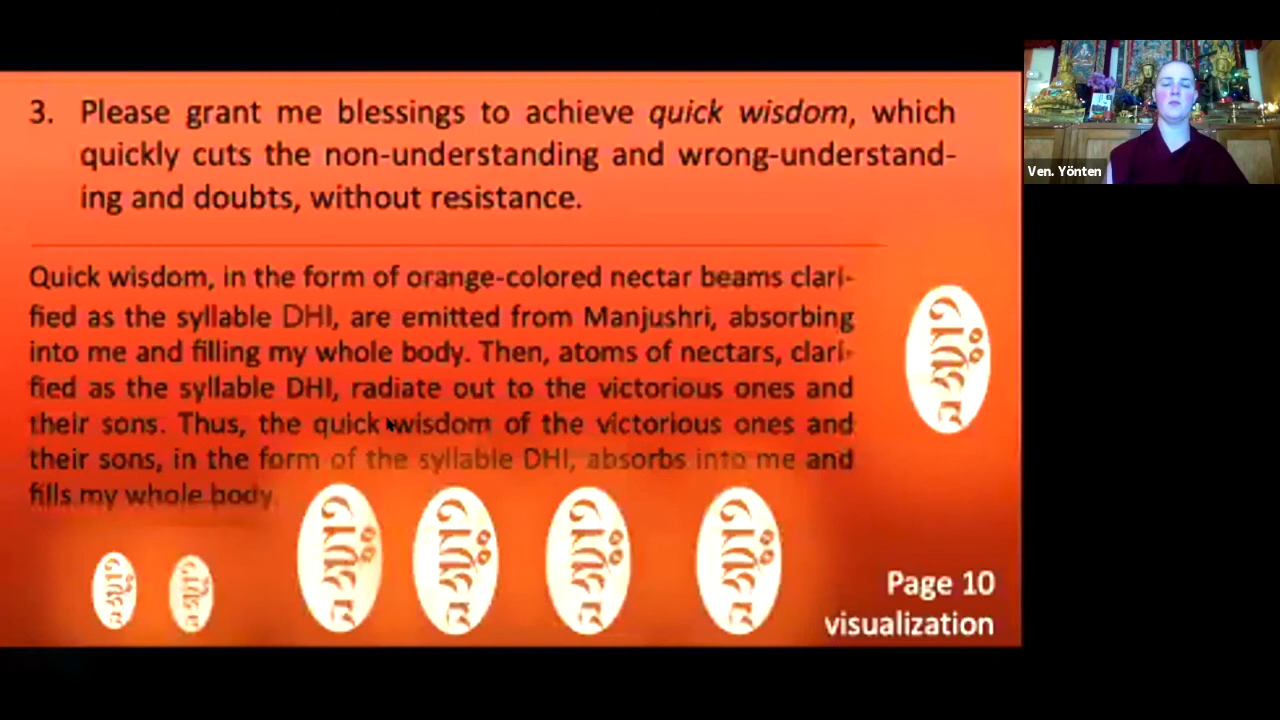 3. Please grant me blessings to achieve quick wisdom, which
quickly cuts the non-understanding and wrong-understand-
ing and doubts, without resistance.
Quick wisdom, in the form of orange-colored nectar beams clari-
fied as the syllable DHI, are emitted from Manjushri, absorbing
into me and filling my whole body. Then, atoms of nectars, clari-
fied as the syllable DHI, radiate out to the victorious ones and
their sons. Thus, the quick wisdom of the victorious ones and
their sons, in the form of the syllable DHI, absorbs into me and
fills my whole body.
Page 10
visualization
Ven. Yönten